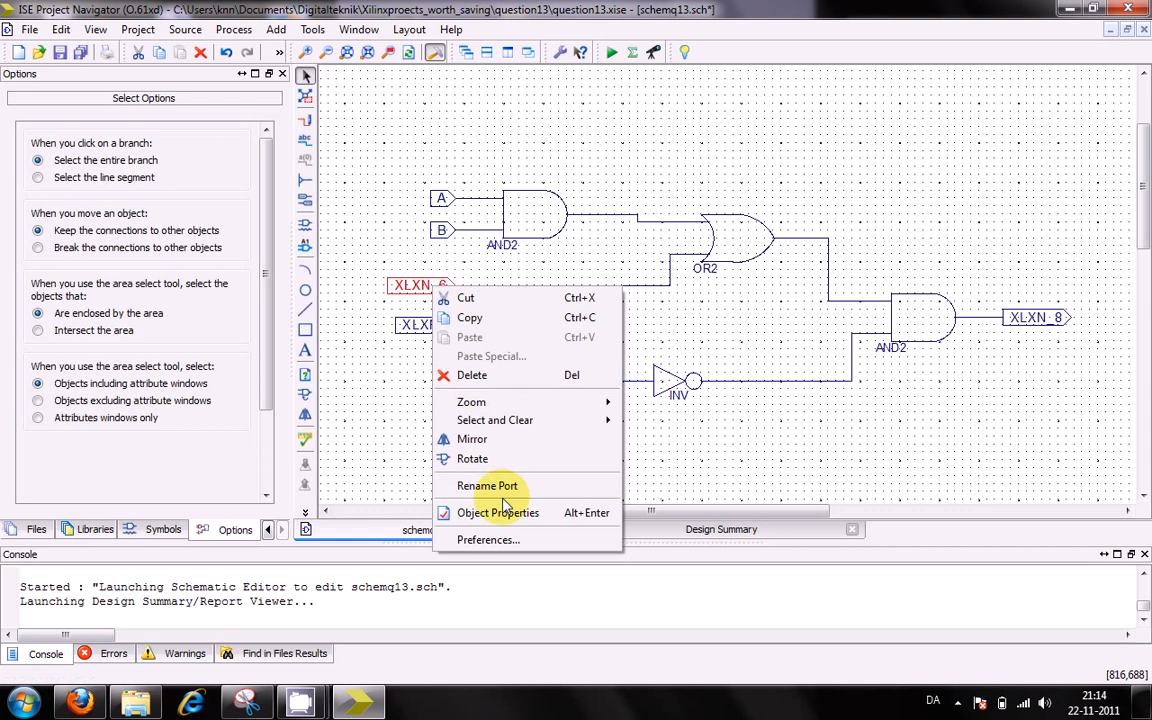 ISE Project Navigator (O.61xd) - C:\Users\knn\Documents\Digitalteknik\Xilinxproects_worth_saving\question13\question13.xise - [schemq13.sch*]
File Edit View Project Source Process Add Tools Window Layout Help
Options
Select Options
When you click on a branch:
Select the entire branch
Select the line segment
When you move an object:
Keep the connections to other objects
Break the connections to other objects
When you use the area select tool, select the
objects that:
Are enclosed by the area
Intersect the area
When you use the area select tool, select:
Objects including attribute windows
Objects excluding attribute windows
Attributes windows only
Files Libraries Symbols Options
A
B
AND2
OR2
XLXN_6
XLXN
AND2
XLXN_8
INV
Cut Ctrl+X
Copy Ctrl+C
Paste Ctrl+V
Paste Special...
Delete Del
Zoom
Select and Clear
Mirror
Rotate
Rename Port
Object Properties Alt+Enter
Preferences...
schemq
Design Summary
Console
Started : "Launching Schematic Editor to edit schemq13.sch".
Launching Design Summary/Report Viewer...
Console Errors Warnings Find in Files Results
[816,688]
DA
21:14
22-11-2011